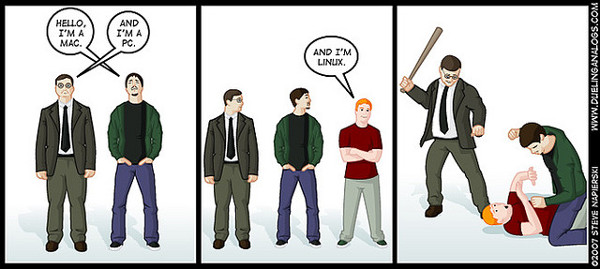 HELLO,
I'M A
MAC.
AND
I'M A
PC.
AND I'M
LINUX.
WWW.DUELINGANALOGS.COM
©2007 STEVE NAPIERSKI